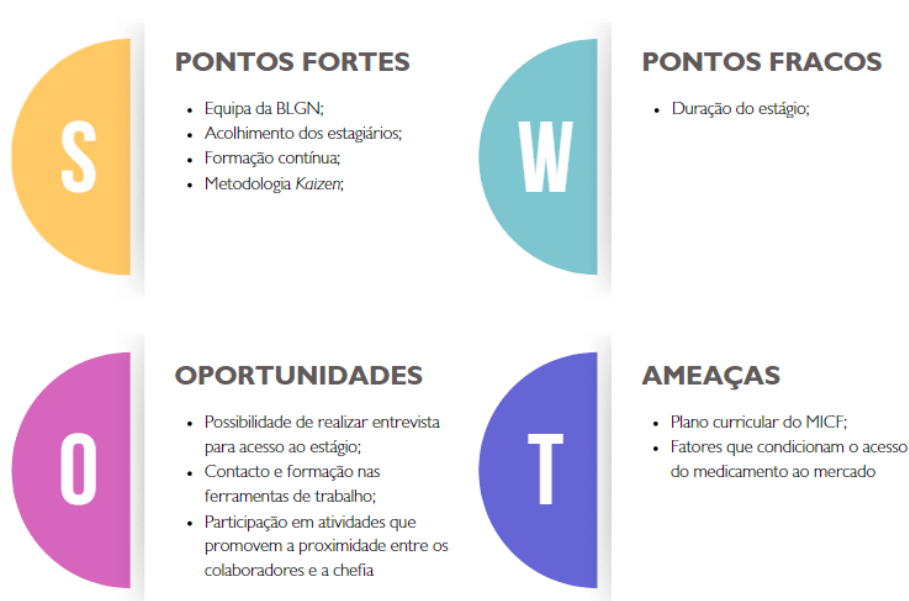 S
PONTOS FORTES
• Equipa da BLGN;
• Acolhimento dos estagiários;
• Formação contínua;
• Metodologia Kaizen;
W
PONTOS FRACOS
• Duração do estágio;
O
OPORTUNIDADES
• Possibilidade de realizar entrevista
para acesso ao estágio;
• Contacto e formação nas
ferramentas de trabalho;
• Participação em atividades que
promovem a proximidade entre os
colaboradores e a chefia
T
AMEAÇAS
• Plano curricular do MICF;
• Fatores que condicionam o acesso
do medicamento ao mercado